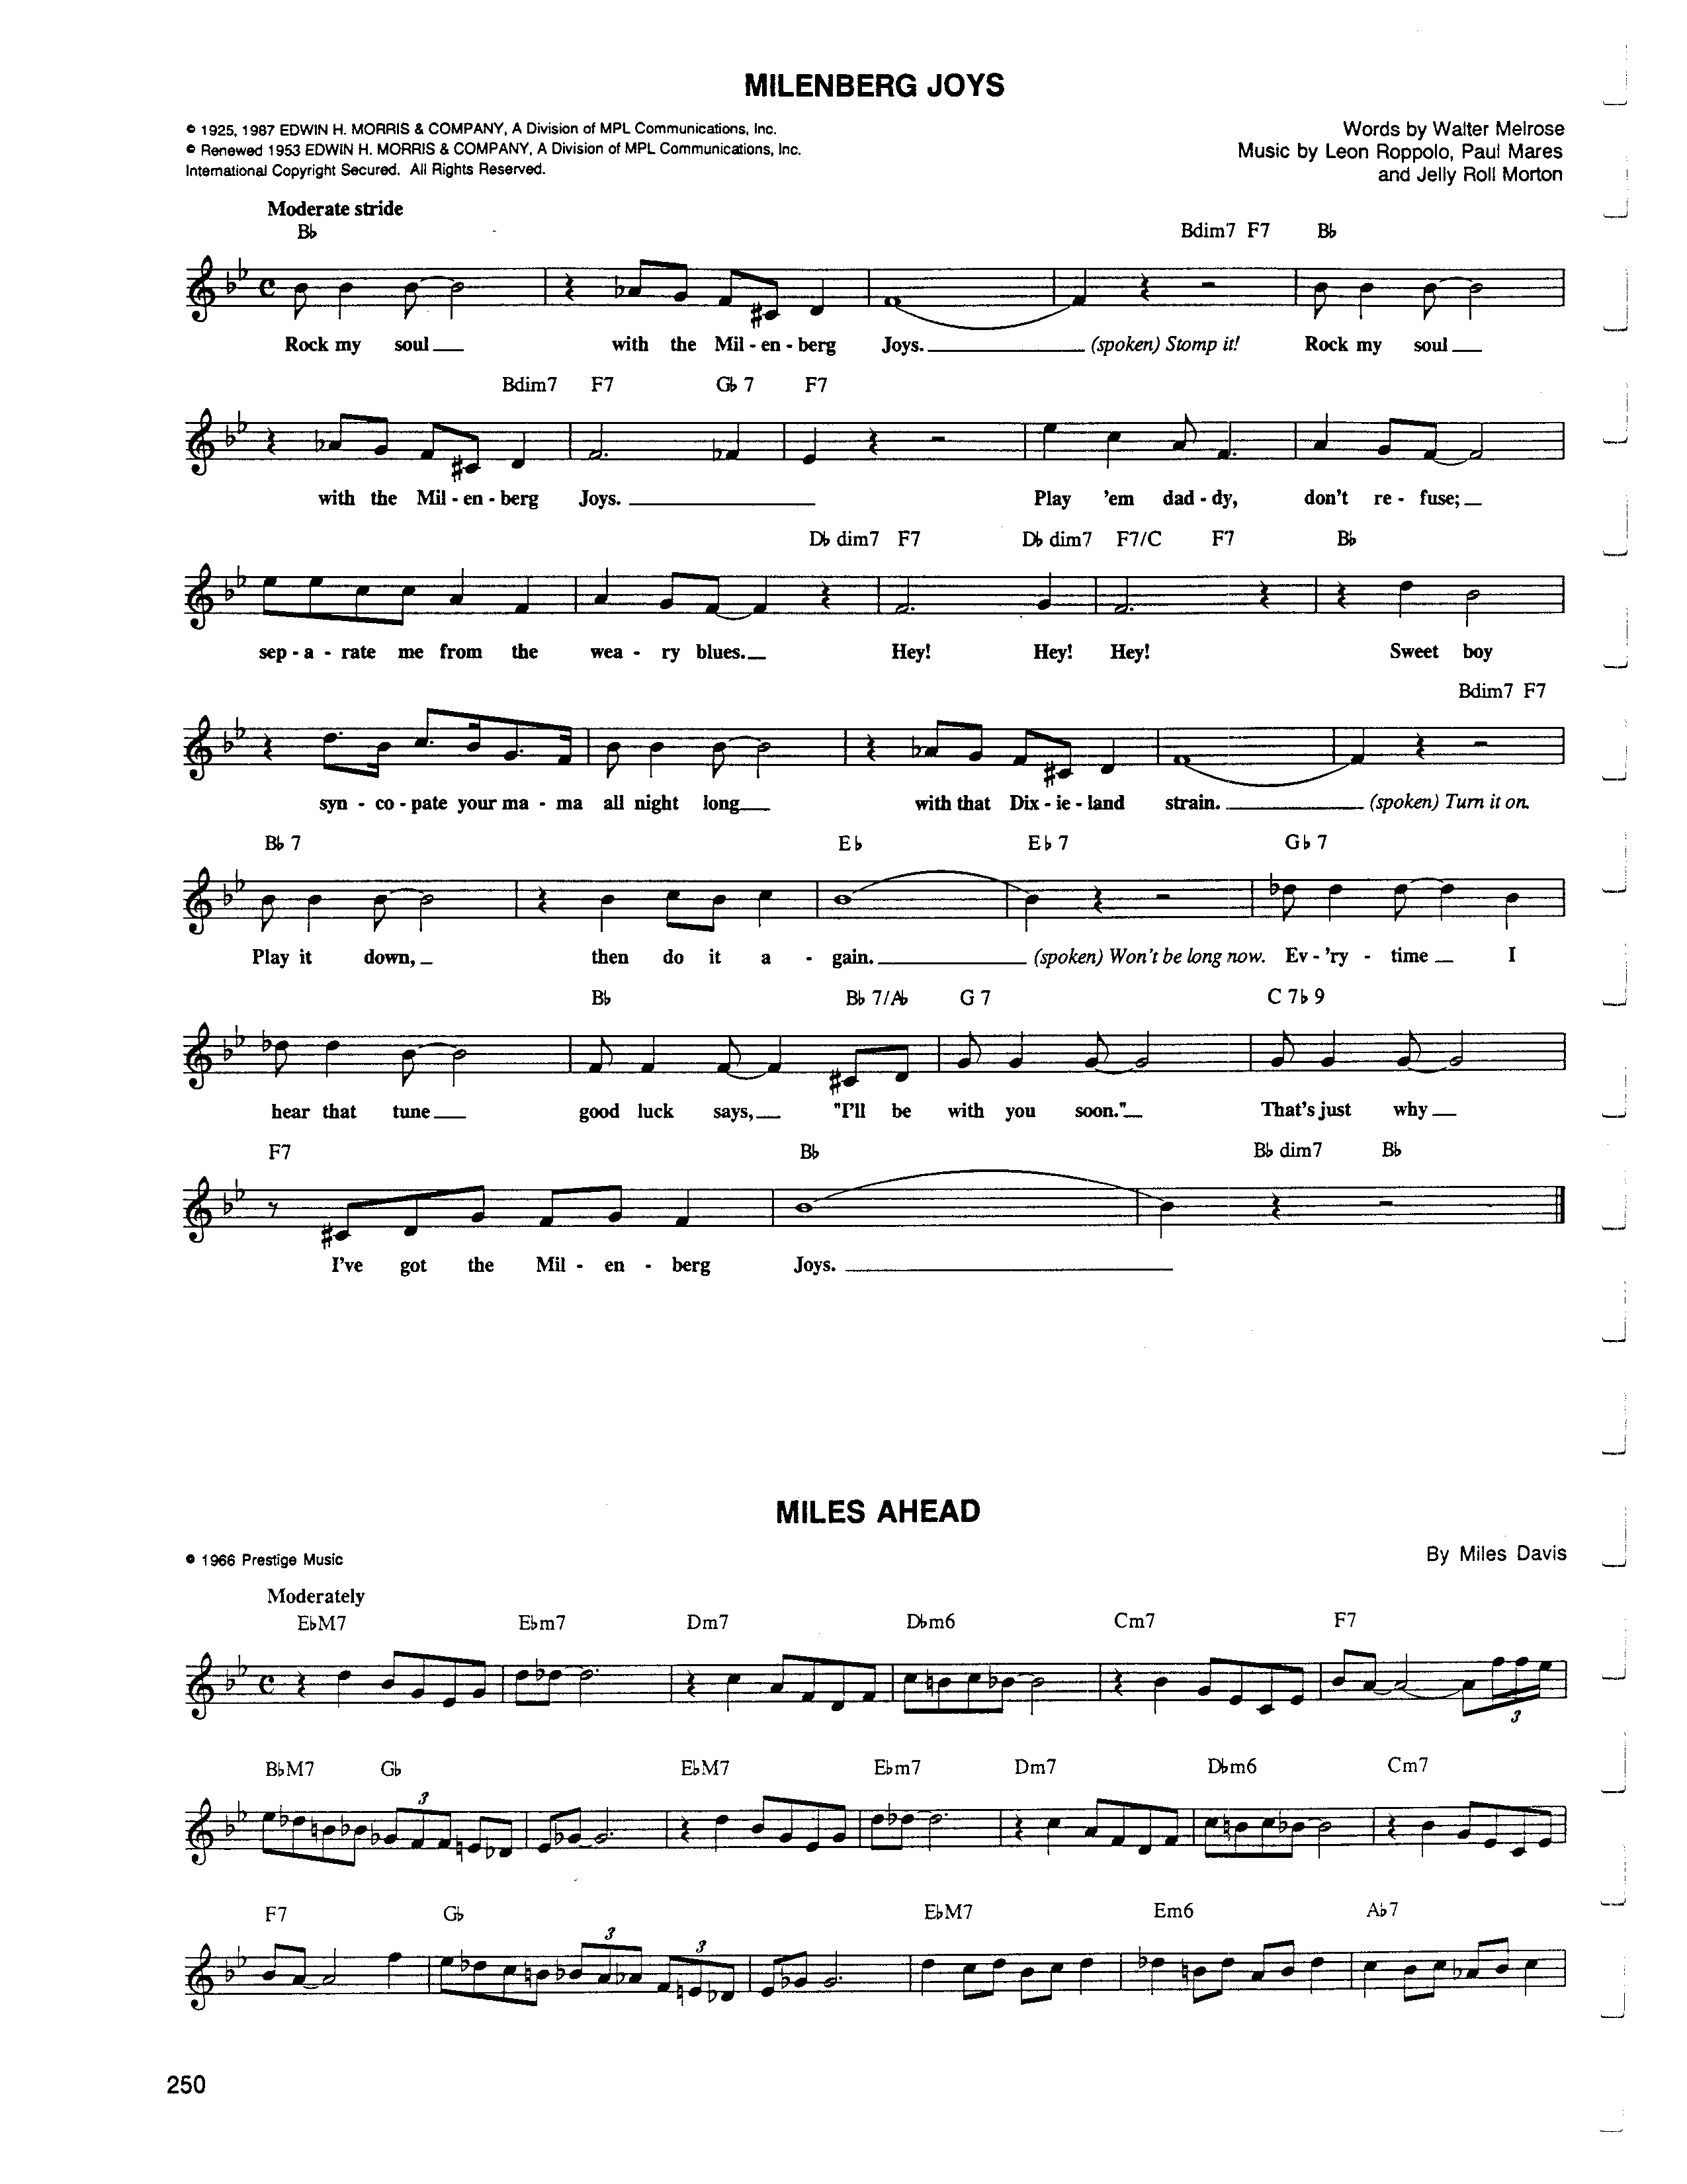 MILENBERG JOYS
© 1925, 1987 EDWIN H. MORRIS & COMPANY, A Division of MPL Communications, Inc.
© Renewed 1953 EDWIN H. MORRIS & COMPANY, A Division of MPL Communications, Inc.
International Copyright Secured. All Rights Reserved.
Words by Walter Melrose
Music by Leon Roppolo, Paul Mares
and Jelly Roll Morton
Moderate stride
B♭ Bdim7 F7 B♭
Rock my soul with the Mil - en - berg Joys. (spoken) Stomp it! Rock my soul
Bdim7 F7 G♭ 7 F7
with the Mil - en - berg Joys. Play 'em dad - dy, don't re - fuse;
D♭ dim7 F7 D♭ dim7 F7/C F7 B♭
sep - a - rate me from the wea - ry blues. Hey! Hey! Hey! Sweet boy
Bdim7 F7
syn - co - pate your ma - ma all night long with that Dix - ie - land strain. (spoken) Turn it on.
B♭ 7 E♭ E♭ 7 G♭ 7
Play it down, then do it a - gain. (spoken) Won't be long now. Ev - 'ry - time I
B♭ B♭ 7/A♭ G 7 C 7♭ 9
hear that tune good luck says, "I'll be with you soon." That's just why
F7 B♭ B♭ dim7 B♭
I've got the Mil - en - berg Joys.
MILES AHEAD
© 1966 Prestige Music
By Miles Davis
Moderately
E♭M7 E♭m7 Dm7 D♭m6 Cm7 F7
3
B♭M7 G♭ E♭M7 E♭m7 Dm7 D♭m6 Cm7
3
F7 G♭ E♭M7 Em6 A♭7
3 3
250